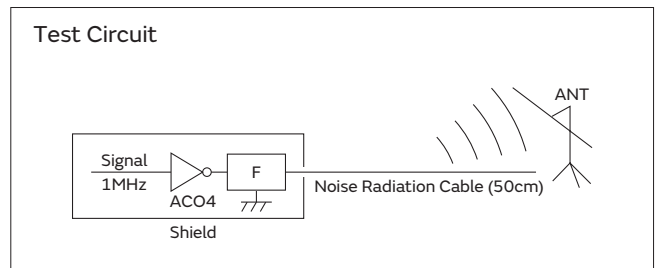 Test Circuit
ANT
Signal
1MHz
ACO4
F
Noise Radiation Cable (50cm)
Shield